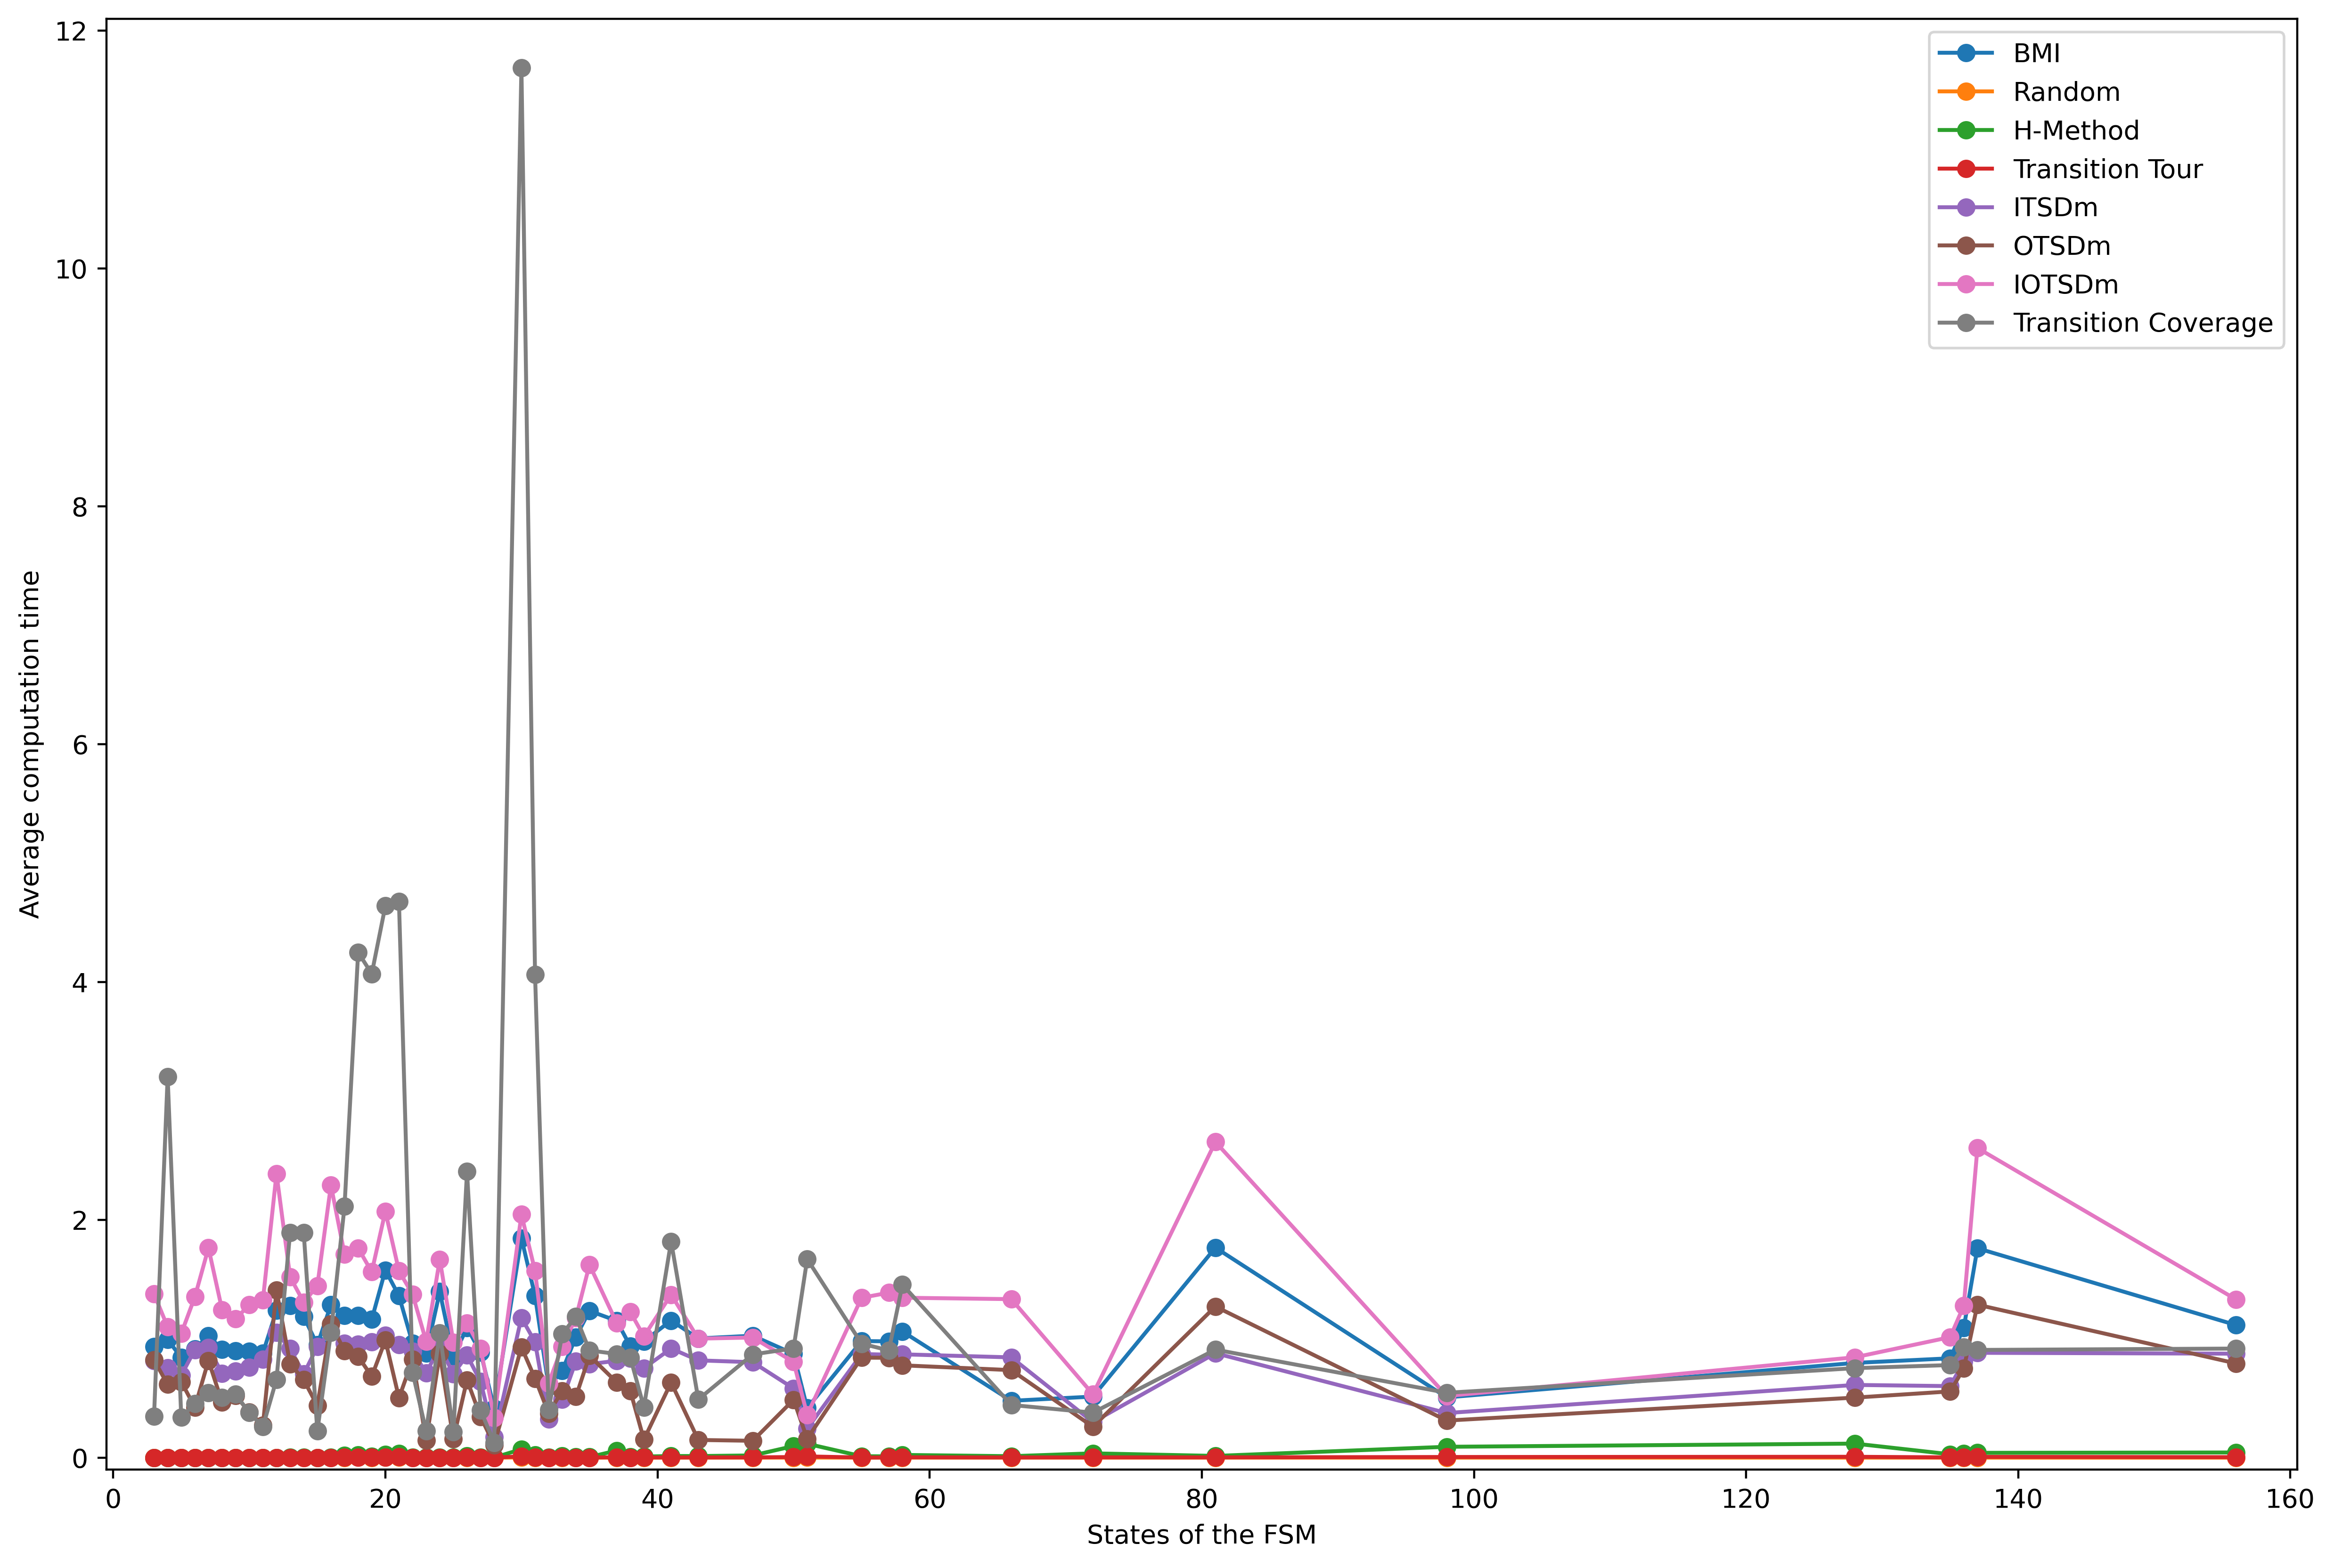 12
10
8
6
4
2
0
Average computation time
BMI
Random
H-Method
Transition Tour
ITSDm
OTSDm
IOTSDm
Transition Coverage
0 20 40 60 80 100 120 140 160
States of the FSM